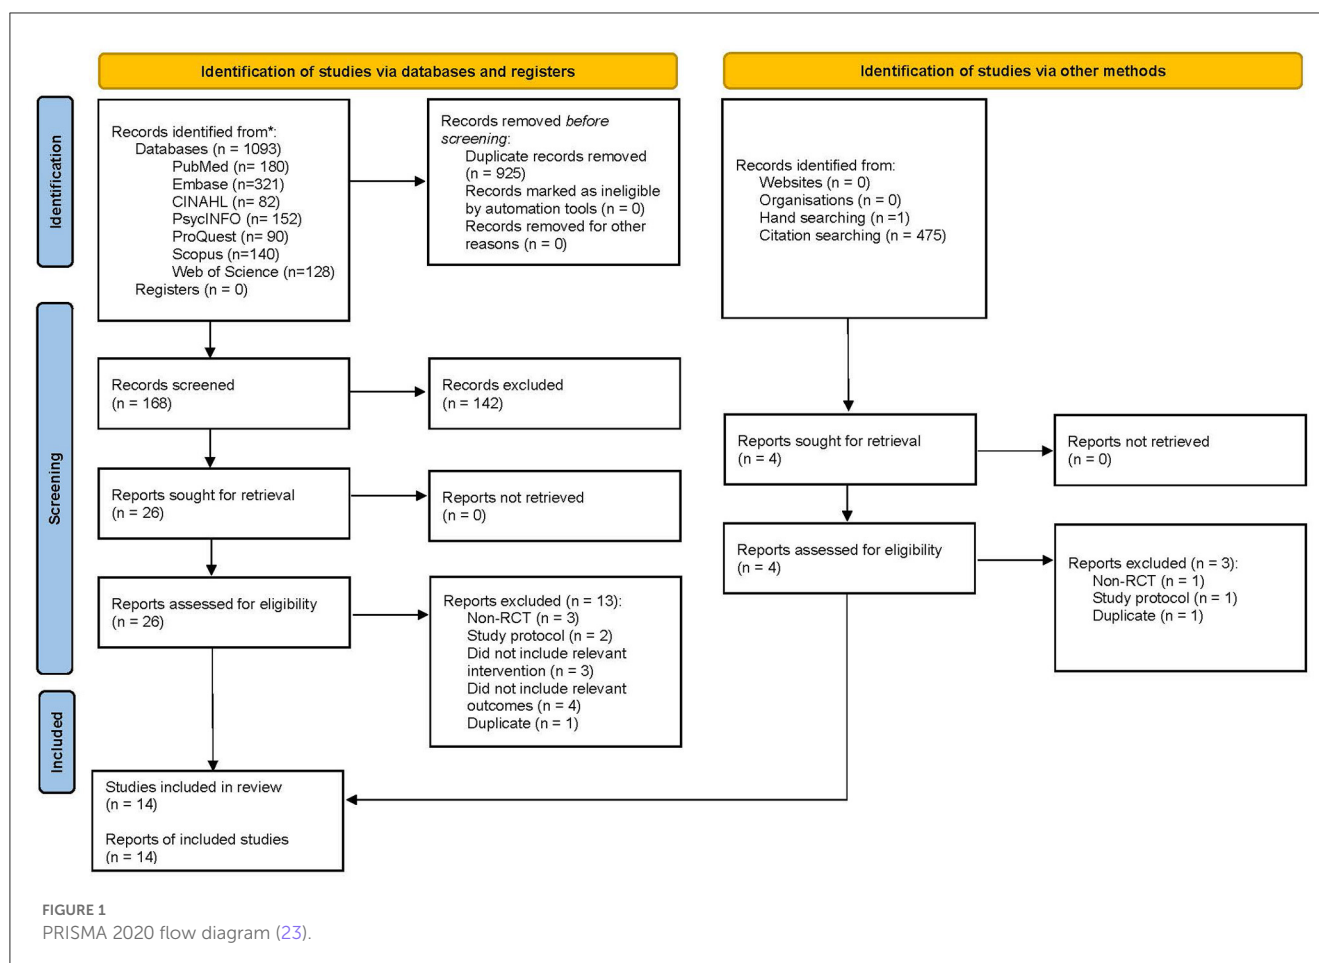 Identification of studies via databases and registers
Identification of studies via other methods
Identification
Records identified from*:
Databases (n = 1093)
PubMed (n= 180)
Embase (n=321)
CINAHL (n= 82)
PsycINFO (n= 152)
ProQuest (n= 90)
Scopus (n=140)
Web of Science (n=128)
Registers (n = 0)
Records removed before
screening:
Duplicate records removed
(n = 925)
Records marked as ineligible
by automation tools (n = 0)
Records removed for other
reasons (n = 0)
Records identified from:
Websites (n = 0)
Organisations (n = 0)
Hand searching (n =1)
Citation searching (n = 475)
Screening
Records screened
(n = 168)
Records excluded
(n = 142)
Reports sought for retrieval
(n = 26)
Reports not retrieved
(n = 0)
Reports sought for retrieval
(n = 4)
Reports not retrieved
(n = 0)
Reports assessed for eligibility
(n = 26)
Reports excluded (n = 13):
Non-RCT (n = 3)
Study protocol (n = 2)
Did not include relevant
intervention (n = 3)
Did not include relevant
outcomes (n = 4)
Duplicate (n = 1)
Reports assessed for eligibility
(n = 4)
Reports excluded (n = 3):
Non-RCT (n = 1)
Study protocol (n = 1)
Duplicate (n = 1)
Included
Studies included in review
(n = 14)
Reports of included studies
(n = 14)
FIGURE 1
PRISMA 2020 flow diagram (23).